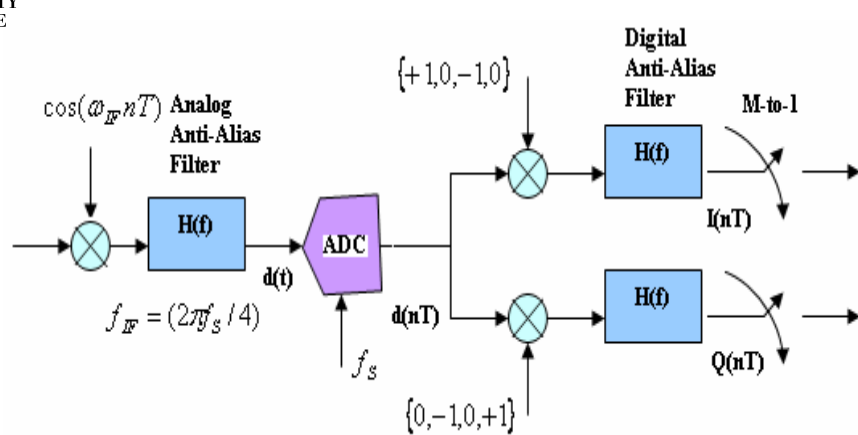 E
{+1,0,-1,0}
Digital
Anti-Alias
Filter
M-to-1
cos(ω_IF nT)
Analog
Anti-Alias
Filter
H(f)
H(f)
I(nT)
ADC
d(t)
d(nT)
f_IF = (2πf_S / 4)
f_S
H(f)
Q(nT)
{0,-1,0,+1}